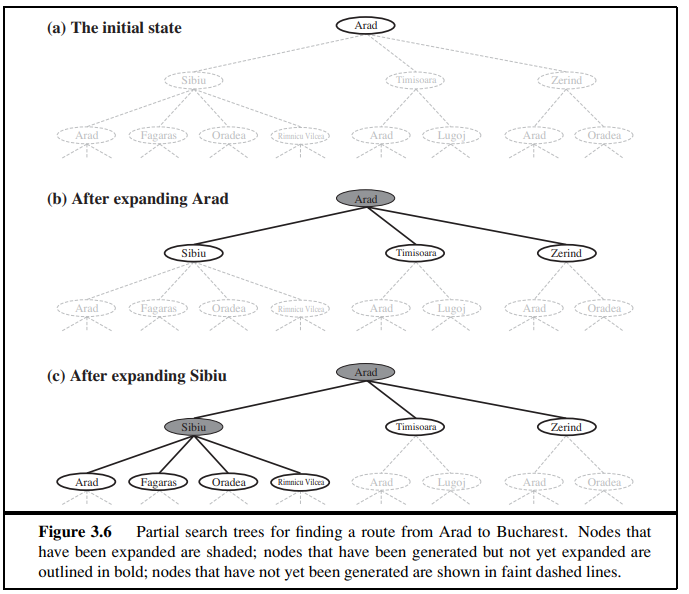 (a) The initial state
Arad
Sibiu Timisoara Zerind
Arad Fagaras Oradea Rimnicu Vilcea Arad Lugoj Arad Oradea
(b) After expanding Arad
Arad
Sibiu Timisoara Zerind
Arad Fagaras Oradea Rimnicu Vilcea Arad Lugoj Arad Oradea
(c) After expanding Sibiu
Arad
Sibiu Timisoara Zerind
Arad Fagaras Oradea Rimnicu Vilcea Arad Lugoj Arad Oradea
Figure 3.6 Partial search trees for finding a route from Arad to Bucharest. Nodes that
have been expanded are shaded; nodes that have been generated but not yet expanded are
outlined in bold; nodes that have not yet been generated are shown in faint dashed lines.